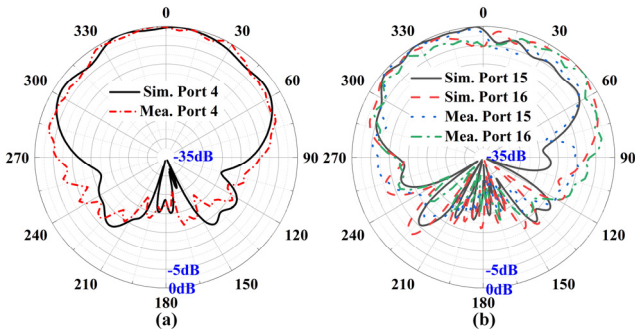 0
330
30
300
60
Sim. Port 4
Mea. Port 4
270
-35dB
90
240
120
-5dB
210
0dB
150
180
(a)
0
330
30
300
60
Sim. Port 15
Sim. Port 16
Mea. Port 15
Mea. Port 16
270
-35dB
90
240
120
-5dB
210
0dB
150
180
(b)